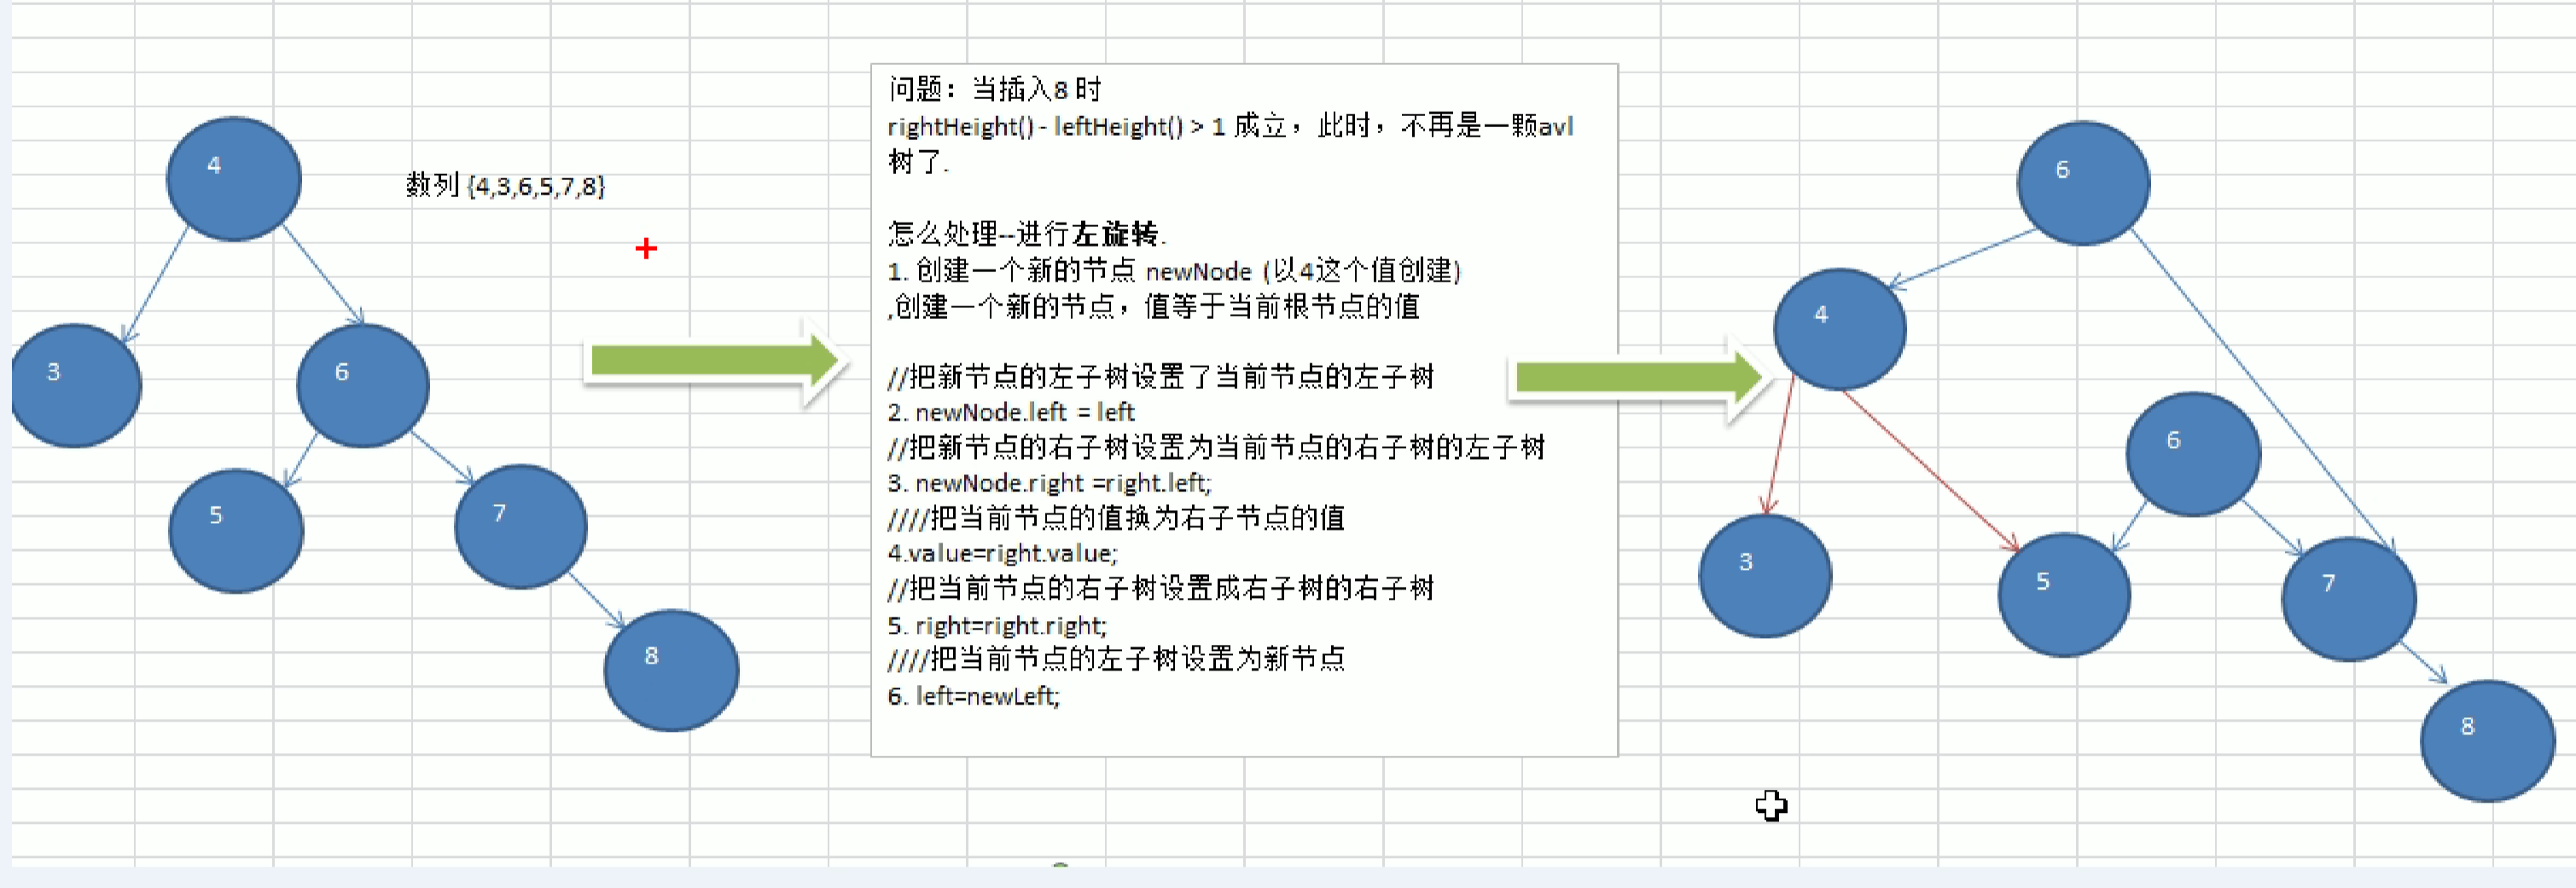 4
数列 {4,3,6,5,7,8}
3
6
5
7
8
问题：当插入8 时
rightHeight() - leftHeight() > 1 成立，此时，不再是一颗avl
树了.
怎么处理--进行左旋转.
1. 创建一个新的节点 newNode (以4这个值创建)
,创建一个新的节点，值等于当前根节点的值
//把新节点的左子树设置了当前节点的左子树
2. newNode.left = left
//把新节点的右子树设置为当前节点的右子树的左子树
3. newNode.right =right.left;
////把当前节点的值换为右子节点的值
4.value=right.value;
//把当前节点的右子树设置成右子树的右子树
5. right=right.right;
////把当前节点的左子树设置为新节点
6. left=newLeft;
6
4
6
3
5
7
8